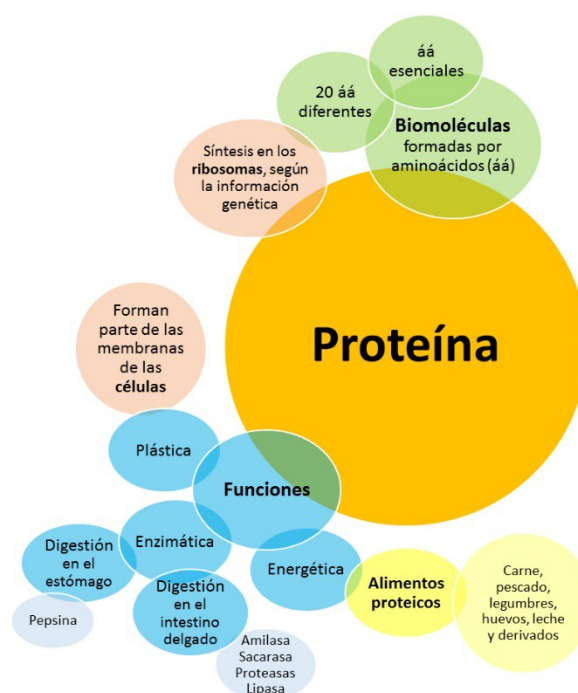 áá
esenciales
20 áá
diferentes
Biomoléculas
formadas por
aminoácidos (áá)
Síntesis en los
ribosomas, según
la información
genética
Proteína
Forman
parte de las
membranas
de las
células
Plástica
Funciones
Enzimática
Digestión
en el
estómago
Pepsina
Digestión
en el
intestino
delgado
Amilasa
Sacarasa
Proteasas
Lipasa
Energética
Alimentos
proteicos
Carne,
pescado,
legumbres,
huevos, leche
y derivados